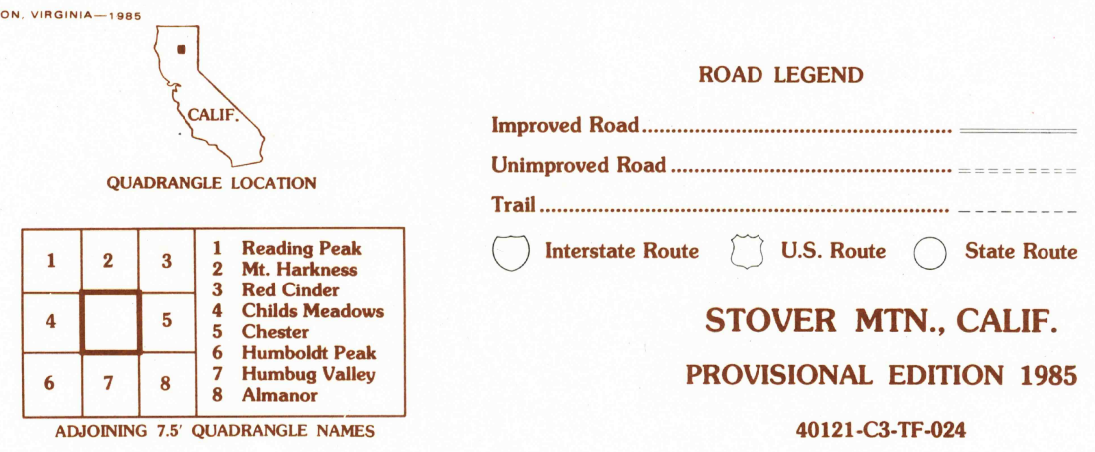 ON, VIRGINIA—1985
CALIF.
QUADRANGLE LOCATION
1 2 3
4 5
6 7 8
1 Reading Peak
2 Mt. Harkness
3 Red Cinder
4 Childs Meadows
5 Chester
6 Humboldt Peak
7 Humbug Valley
8 Almanor
ADJOINING 7.5′ QUADRANGLE NAMES
ROAD LEGEND
Improved Road
Unimproved Road
Trail
Interstate Route U.S. Route State Route
STOVER MTN., CALIF.
PROVISIONAL EDITION 1985
40121-C3-TF-024